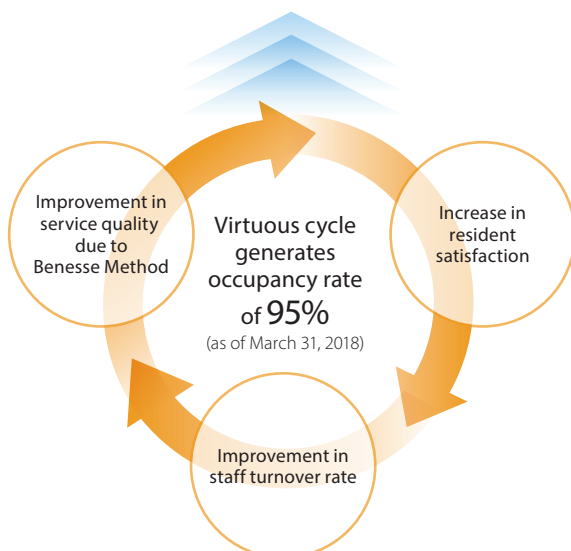 Improvement in
service quality
due to
Benesse Method
Virtuous cycle
generates
occupancy rate
of 95%
(as of March 31, 2018)
Increase in
resident
satisfaction
Improvement in
staff turnover rate